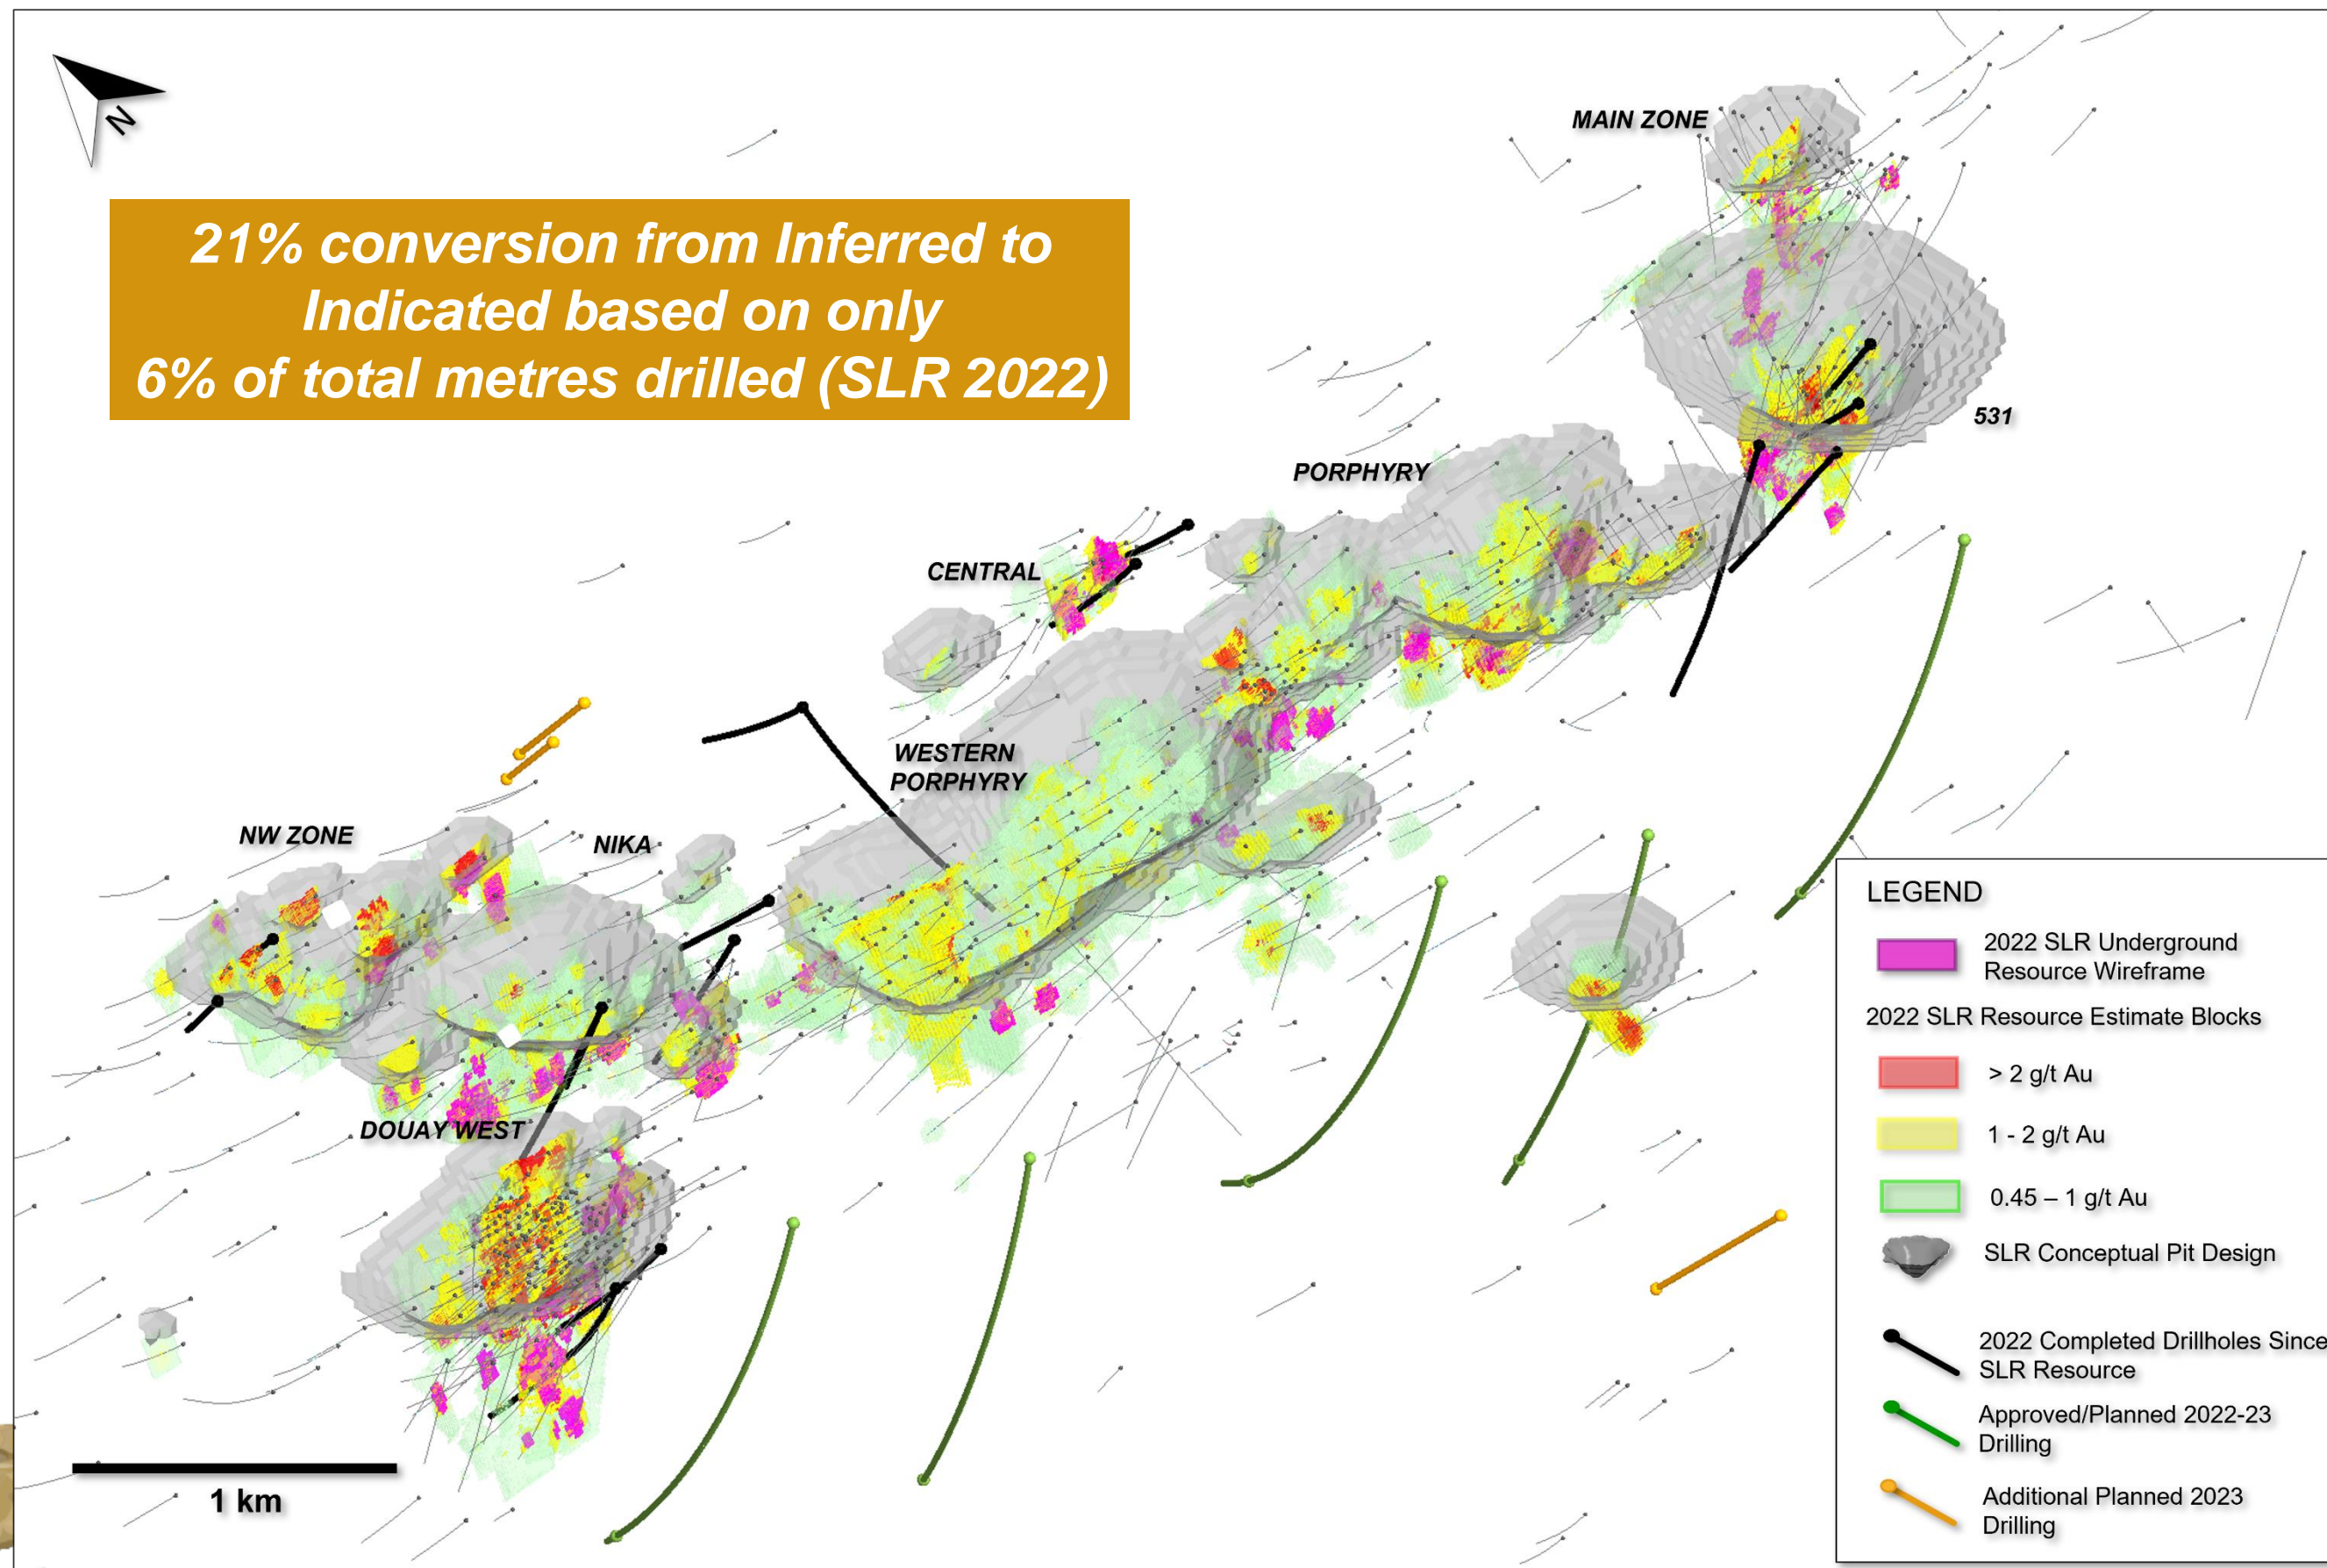 N
21% conversion from Inferred to
Indicated based on only
6% of total metres drilled (SLR 2022)
MAIN ZONE
531
PORPHYRY
CENTRAL
WESTERN
PORPHYRY
NW ZONE
NIKA
DOUAY WEST
1 km
LEGEND
2022 SLR Underground
Resource Wireframe
2022 SLR Resource Estimate Blocks
> 2 g/t Au
1 - 2 g/t Au
0.45 – 1 g/t Au
SLR Conceptual Pit Design
2022 Completed Drillholes Since
SLR Resource
Approved/Planned 2022-23
Drilling
Additional Planned 2023
Drilling